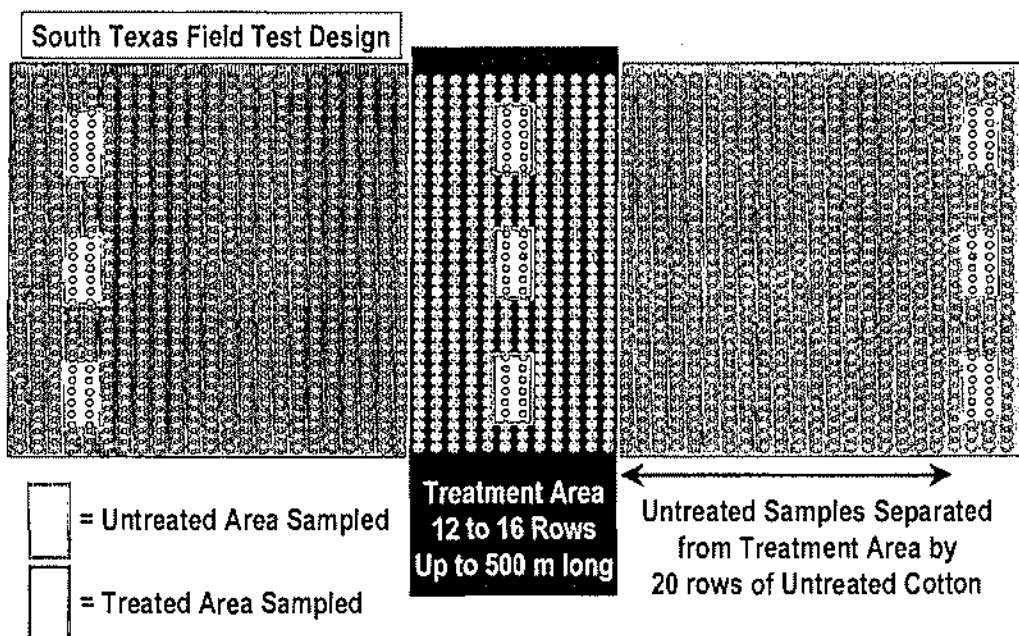 South Texas Field Test Design
Treatment Area
12 to 16 Rows
Up to 500 m long
= Untreated Area Sampled
= Treated Area Sampled
Untreated Samples Separated
from Treatment Area by
20 rows of Untreated Cotton